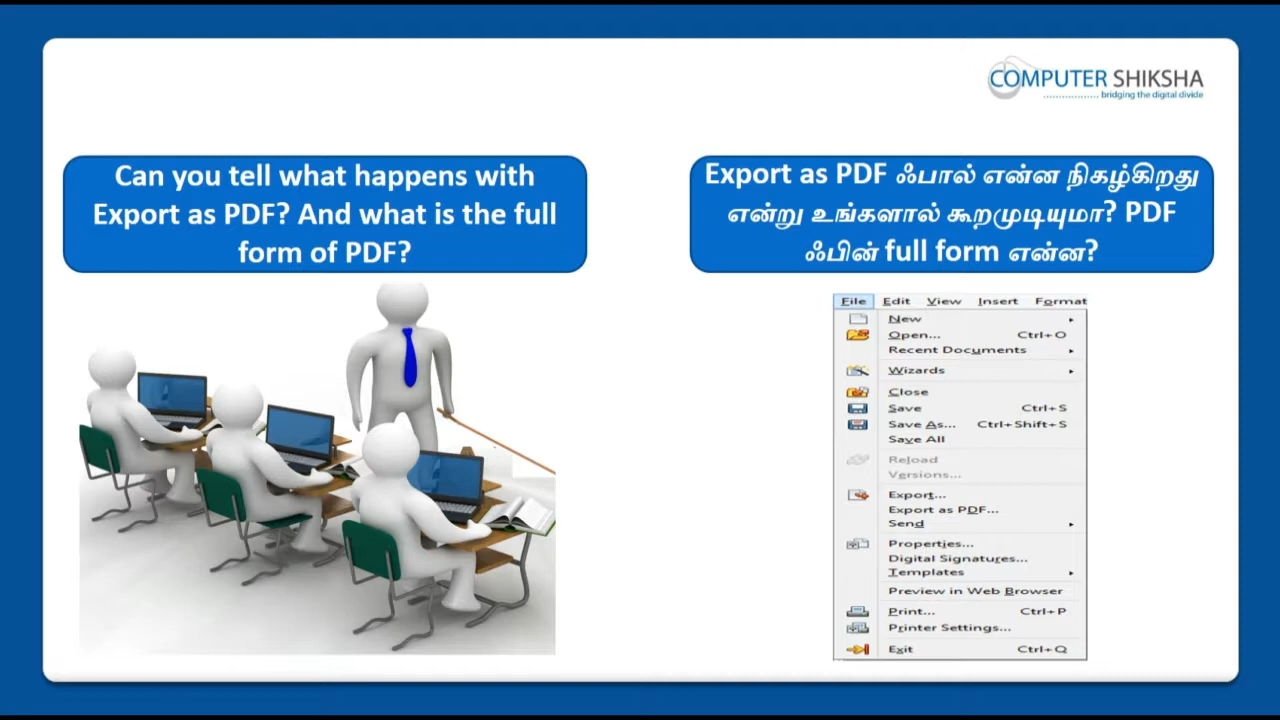 COMPUTER SHIKSHA
bridging the digital divide
Can you tell what happens with
Export as PDF? And what is the full
form of PDF?
Export as PDF ஃபால் என்ன நிகழ்கிறது
என்று உங்களால் கூறமுடியுமா? PDF
ஃபின் full form என்ன?
File Edit View Insert Format
New
Open... Ctrl+O
Recent Documents
Wizards
Close
Save Ctrl+S
Save As... Ctrl+Shift+S
Save All
Reload
Versions...
Export...
Export as PDF...
Send
Properties...
Digital Signatures...
Templates
Preview in Web Browser
Print... Ctrl+P
Printer Settings...
Exit Ctrl+Q